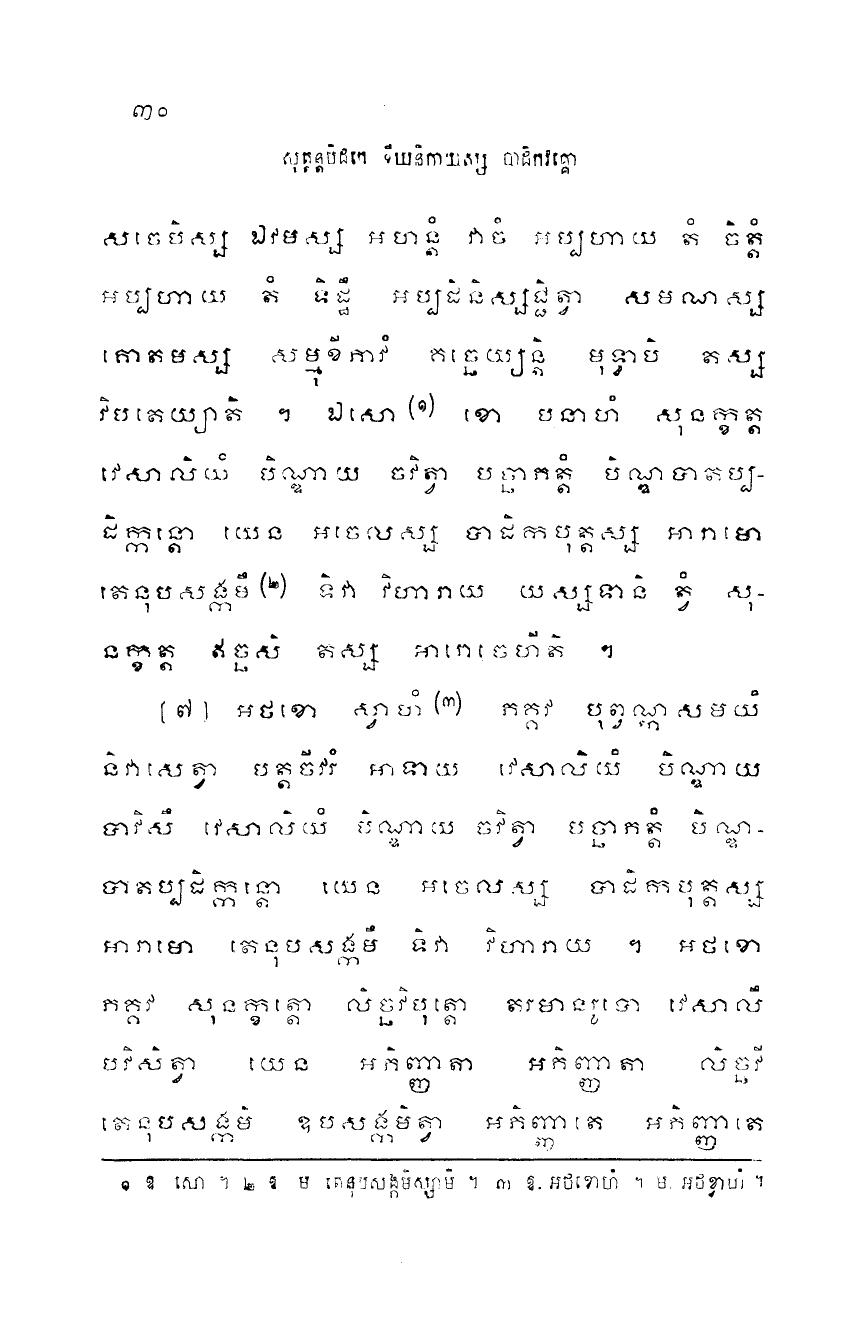 ៣០
សុត្តន្តបិដកេ ទីឃនិកាយស្ស បាដិកវគ្គោ
សចេបិស្ស ឯវមស្ស អហន្តំ វាចំ អប្បហាយ តំ ចិត្តំ
អប្បហាយ តំ ទិដ្ឋឹ អប្បដិនិស្សជ្ជិត្វា សមណស្ស
គោតមស្ស សម្មុខីភាវំ គច្ឆេយ្យន្តិ មុទ្ធាបិ តស្ស
វិបតេយ្យាតិ ។ ឯសោ (១) ខោ បនាហំ សុនក្ខត្ត
វេសាលិយំ បិណ្ឌាយ ចរិត្វា បច្ឆាភត្តំ បិណ្ឌបាតប្ប-
ដិក្កន្តោ យេន អចេលស្ស បាដិកបុត្តស្ស អារាមោ
តេនុបសង្កមឹ (២) ទិវា វិហារាយ យស្សទានិ ត្វំ សុ-
នក្ខត្ត ឥច្ឆសិ តស្ស អារោចេហីតិ ។
[៧] អថខោ ស្វាហំ (៣) ភគ្គវ បុព្វណ្ហសមយំ
និវាសេត្វា បត្តចីវរំ អាទាយ វេសាលិយំ បិណ្ឌាយ
បាវិសឹ វេសាលិយំ បិណ្ឌាយ ចរិត្វា បច្ឆាភត្តំ បិណ្ឌ-
បាតប្បដិក្កន្តោ យេន អចេលស្ស បាដិកបុត្តស្ស
អារាមោ តេនុបសង្កមឹ ទិវា វិហារាយ ។ អថខោ
ភគ្គវ សុនក្ខត្តោ លិច្ឆវិបុត្តោ តរមានរូបោ វេសាលឹ
បវិសិត្វា យេន អភិញ្ញាតា អភិញ្ញាតា លិច្ឆវី
តេនុបសង្កមិ ឧបសង្កមិត្វា អភិញ្ញាតេ អភិញ្ញាតេ
១ ឱ សោ ។ ២ ឱ ម តេនុបសង្កមិស្សាមិ ។ ៣ ឱ. អថខោហំ ។ ម. អថខ្វាហំ ។